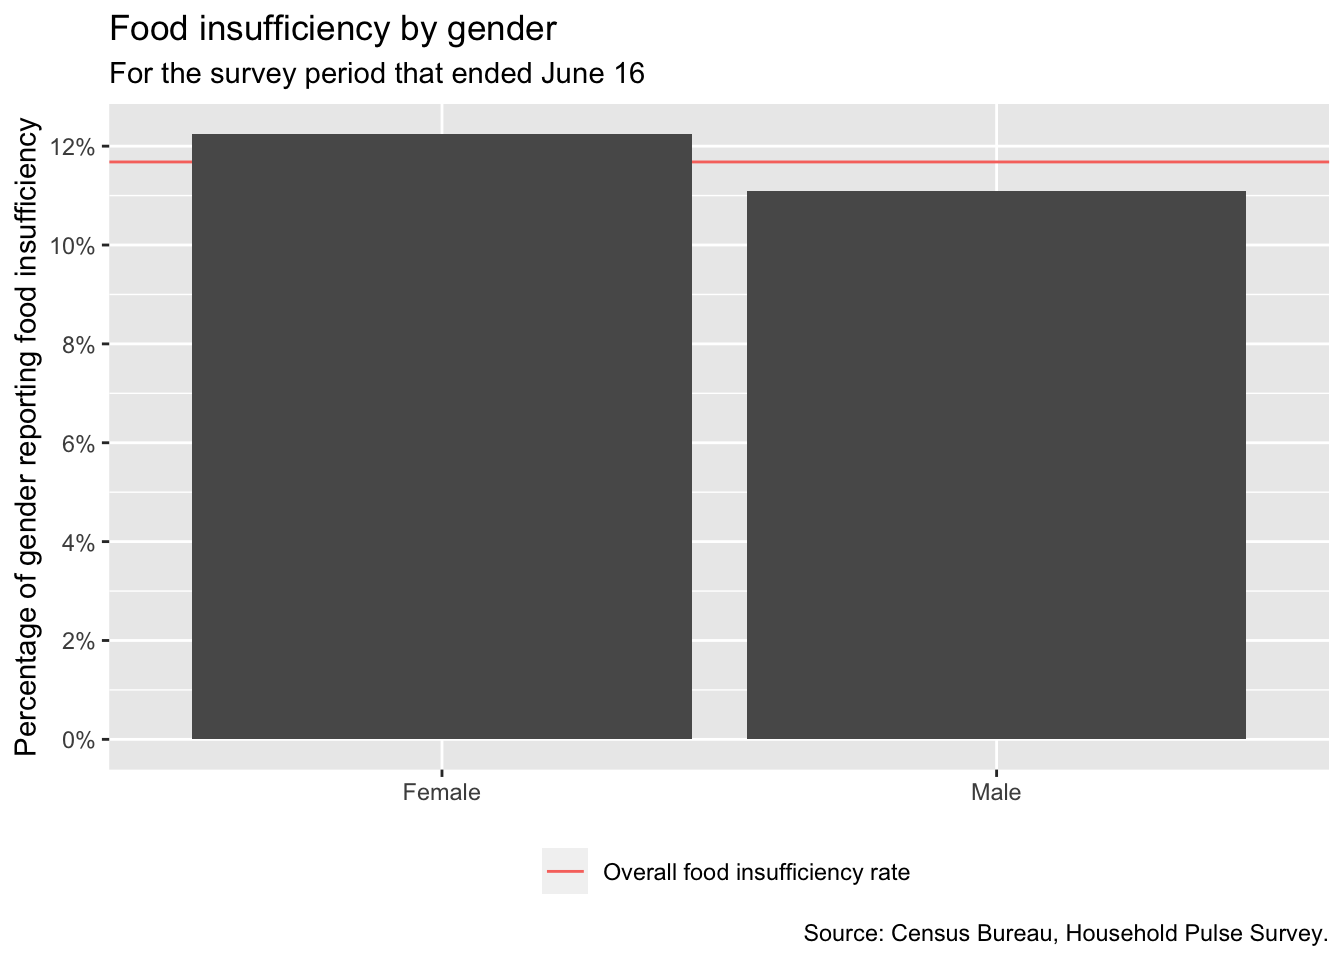 Food insufficiency by gender
For the survey period that ended June 16
Percentage of gender reporting food insufficiency
12%
10%
8%
6%
4%
2%
0%
Female
Male
Overall food insufficiency rate
Source: Census Bureau, Household Pulse Survey.